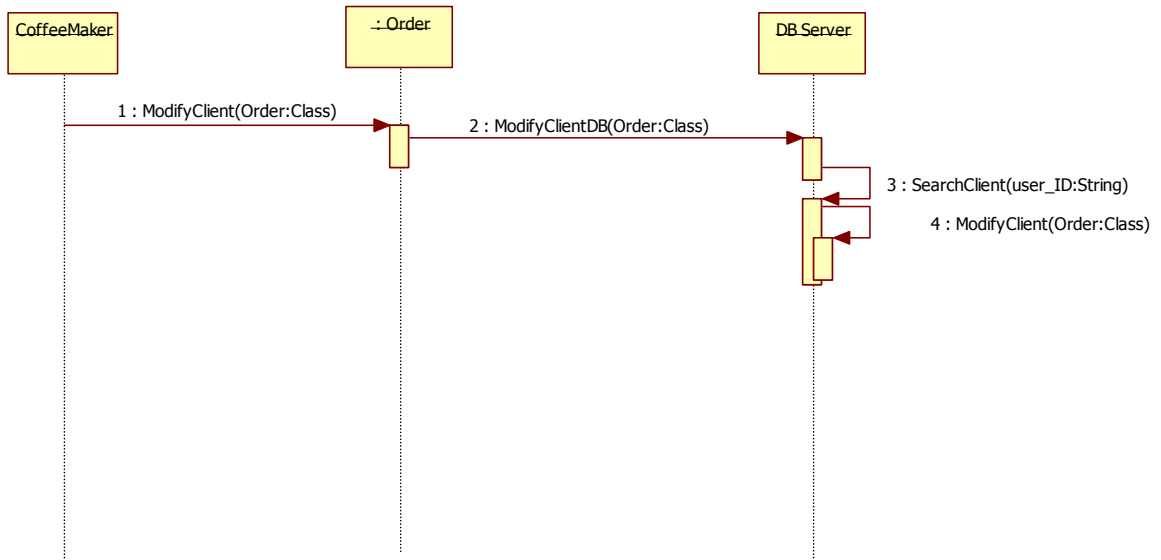 CoffeeMaker
: Order
DB Server
1 : ModifyClient(Order:Class)
2 : ModifyClientDB(Order:Class)
3 : SearchClient(user_ID:String)
4 : ModifyClient(Order:Class)